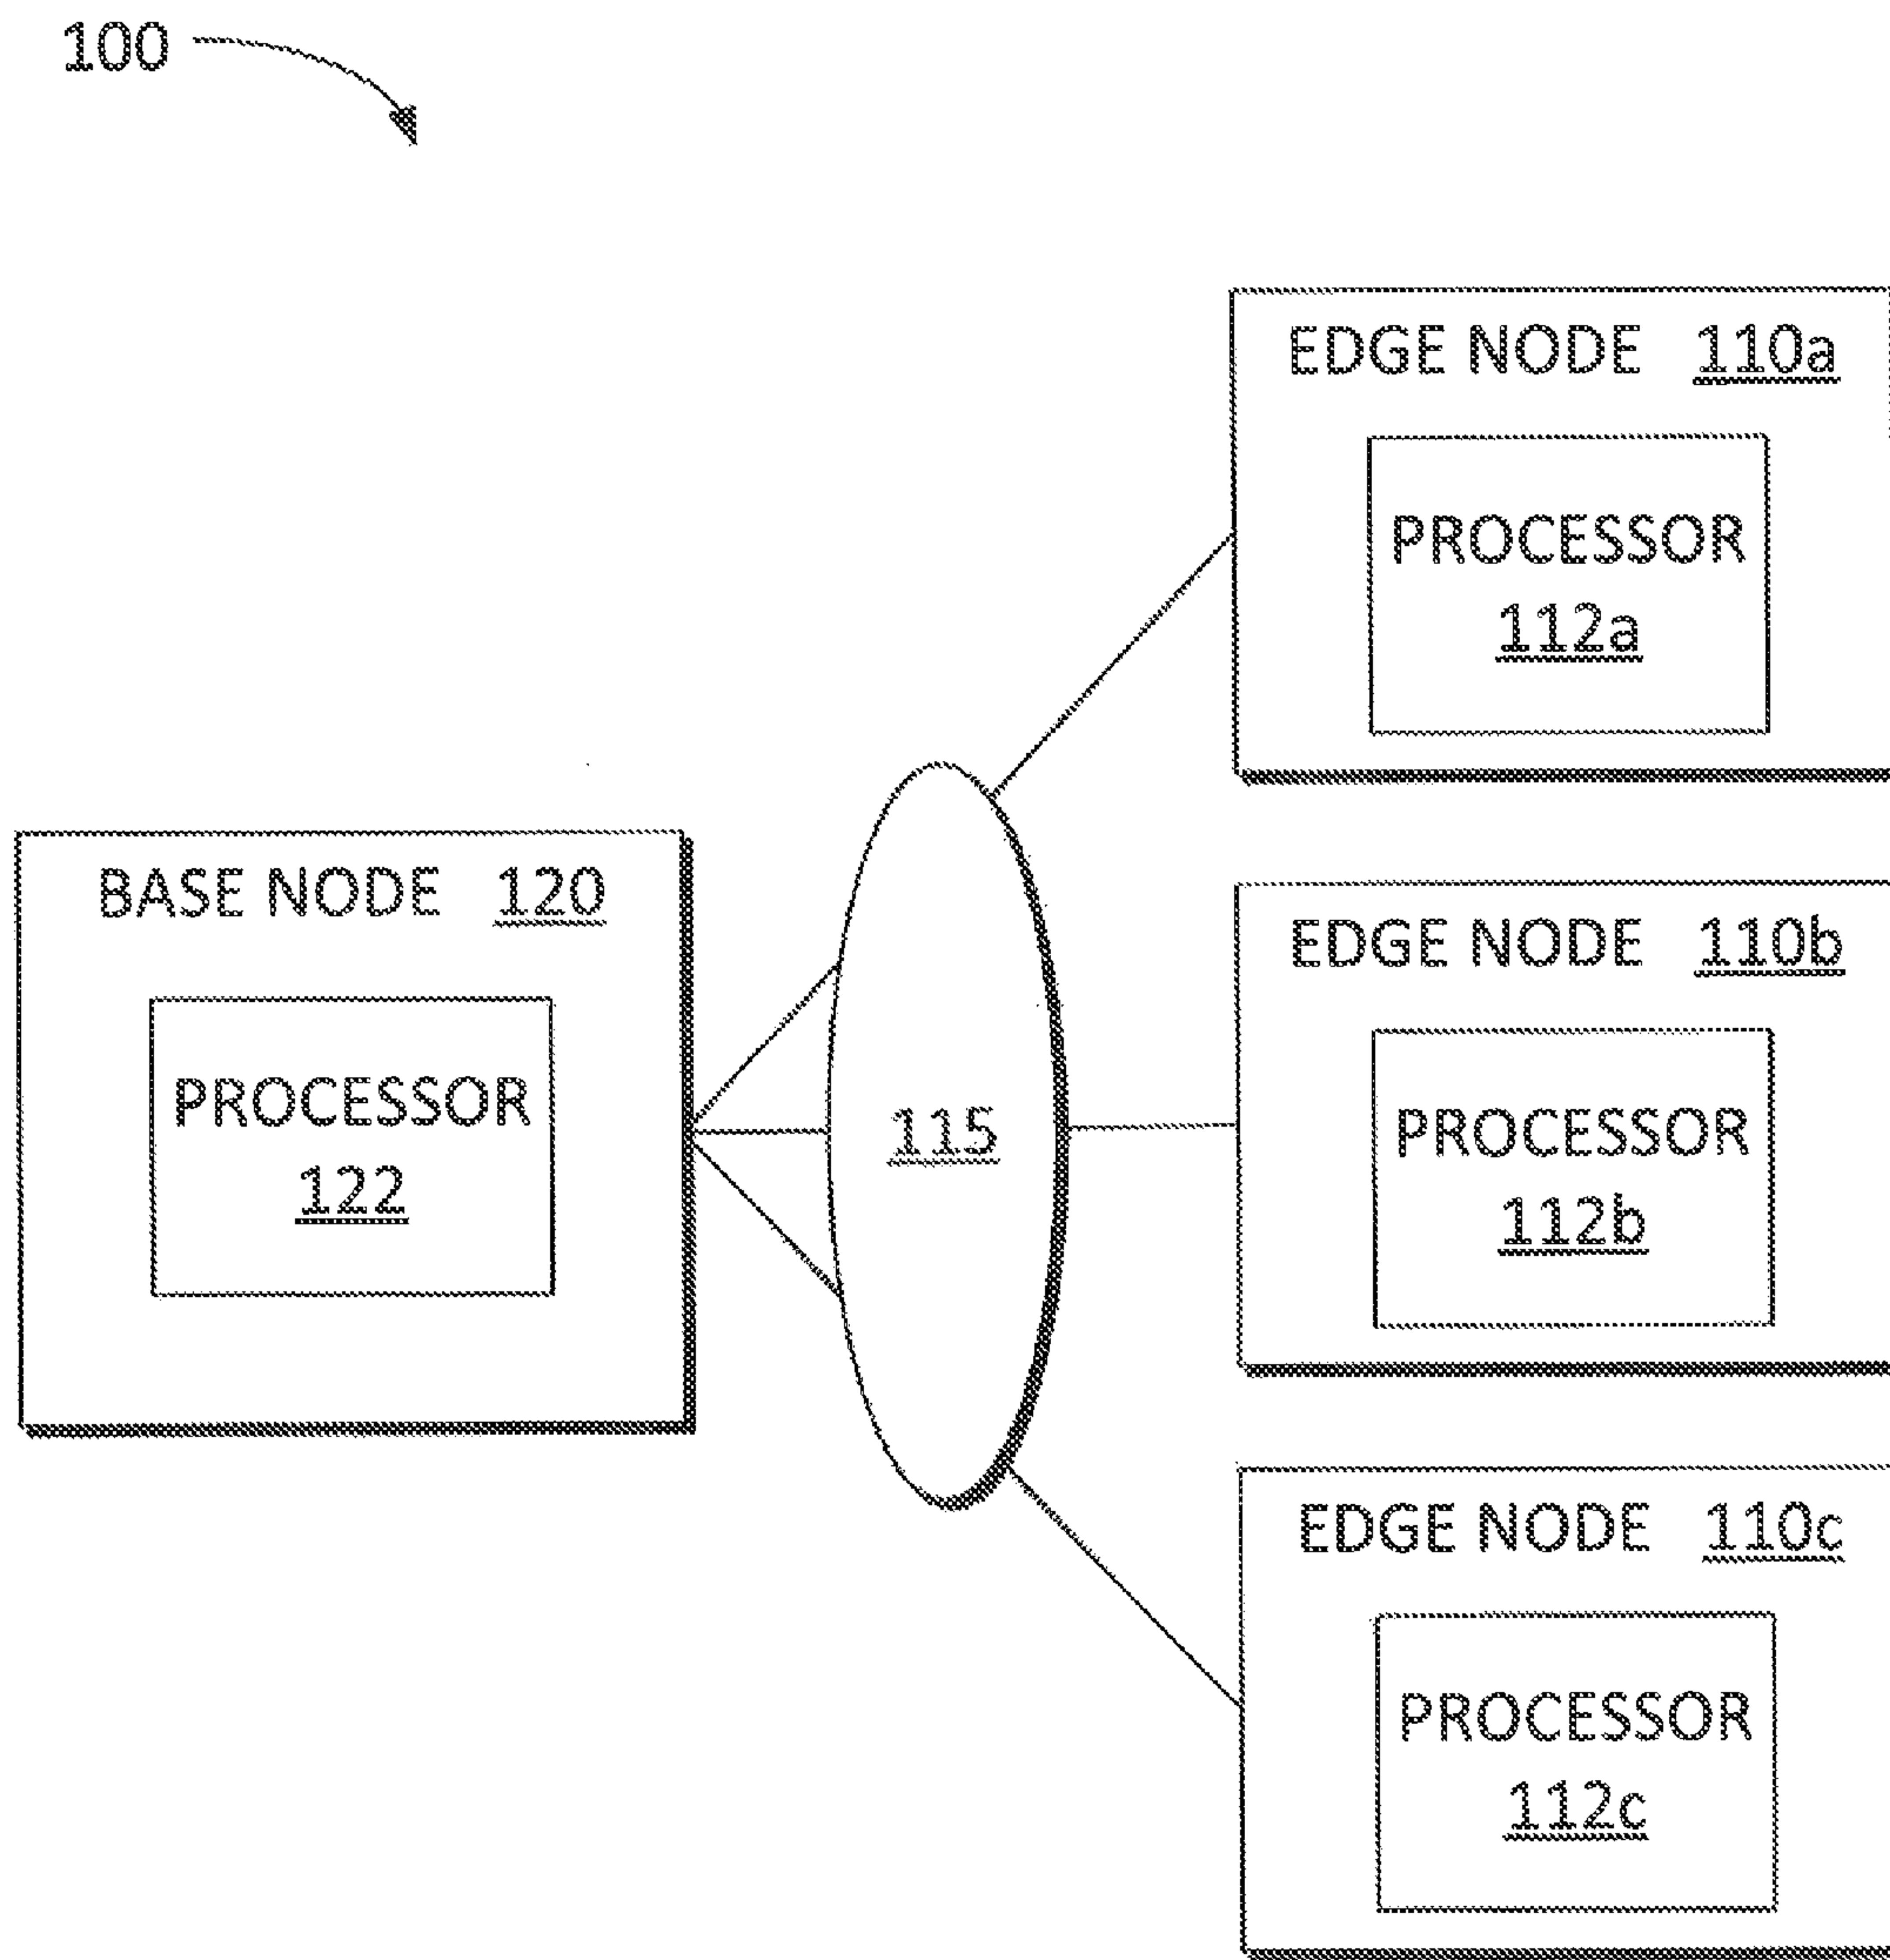 100
EDGE NODE 110a
PROCESSOR
112a
BASE NODE 120
PROCESSOR
122
115
EDGE NODE 110b
PROCESSOR
112b
EDGE NODE 110c
PROCESSOR
112c